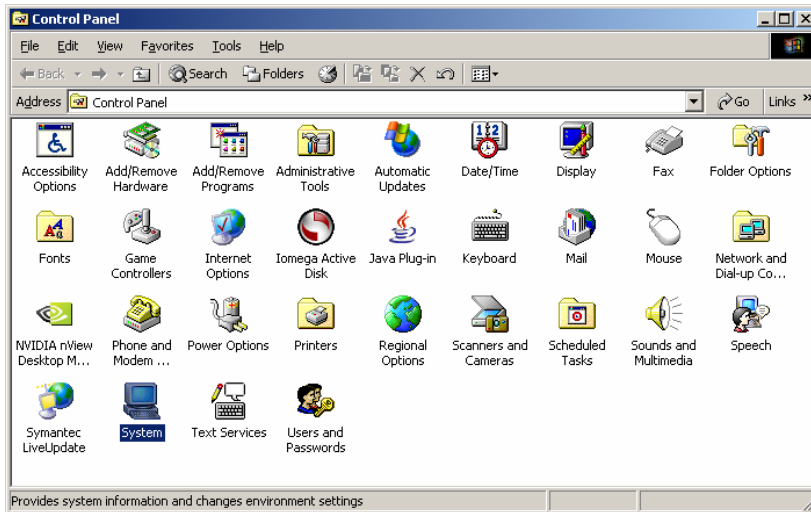 Control Panel
File Edit View Favorites Tools Help
Back Search Folders
Address Control Panel Go Links »
Accessibility Options
Add/Remove Hardware
Add/Remove Programs
Administrative Tools
Automatic Updates
Date/Time
Display
Fax
Folder Options
Fonts
Game Controllers
Internet Options
Iomega Active Disk
Java Plug-in
Keyboard
Mail
Mouse
Network and Dial-up Co...
NVIDIA nView Desktop M...
Phone and Modem ...
Power Options
Printers
Regional Options
Scanners and Cameras
Scheduled Tasks
Sounds and Multimedia
Speech
Symantec LiveUpdate
System
Text Services
Users and Passwords
Provides system information and changes environment settings